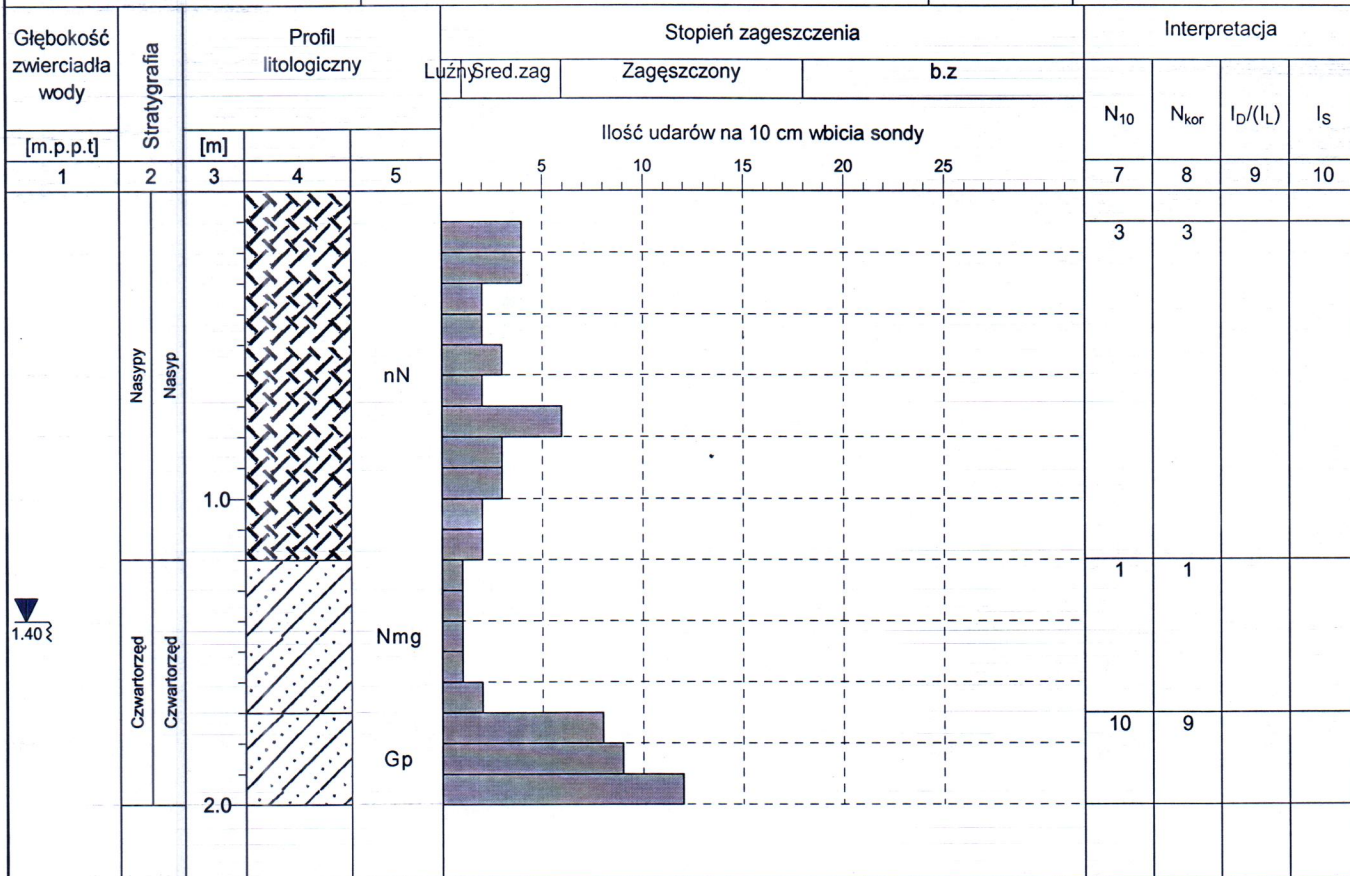 Głębokość zwierciadła wody
[m.p.p.t]
1
Stratygrafia
2
Profil litologiczny
[m]
3
4
5
Stopień zageszczenia
Luźny Sred.zag Zagęszczony b.z
Ilość udarów na 10 cm wbicia sondy
5 10 15 20 25
Interpretacja
N10 Nkor ID/(IL) IS
7 8 9 10
3 3
Nasypy Nasyp
nN
1.0
1 1
1.40
Czwartorzęd Czwartorzęd
Nmg
10 9
Gp
2.0